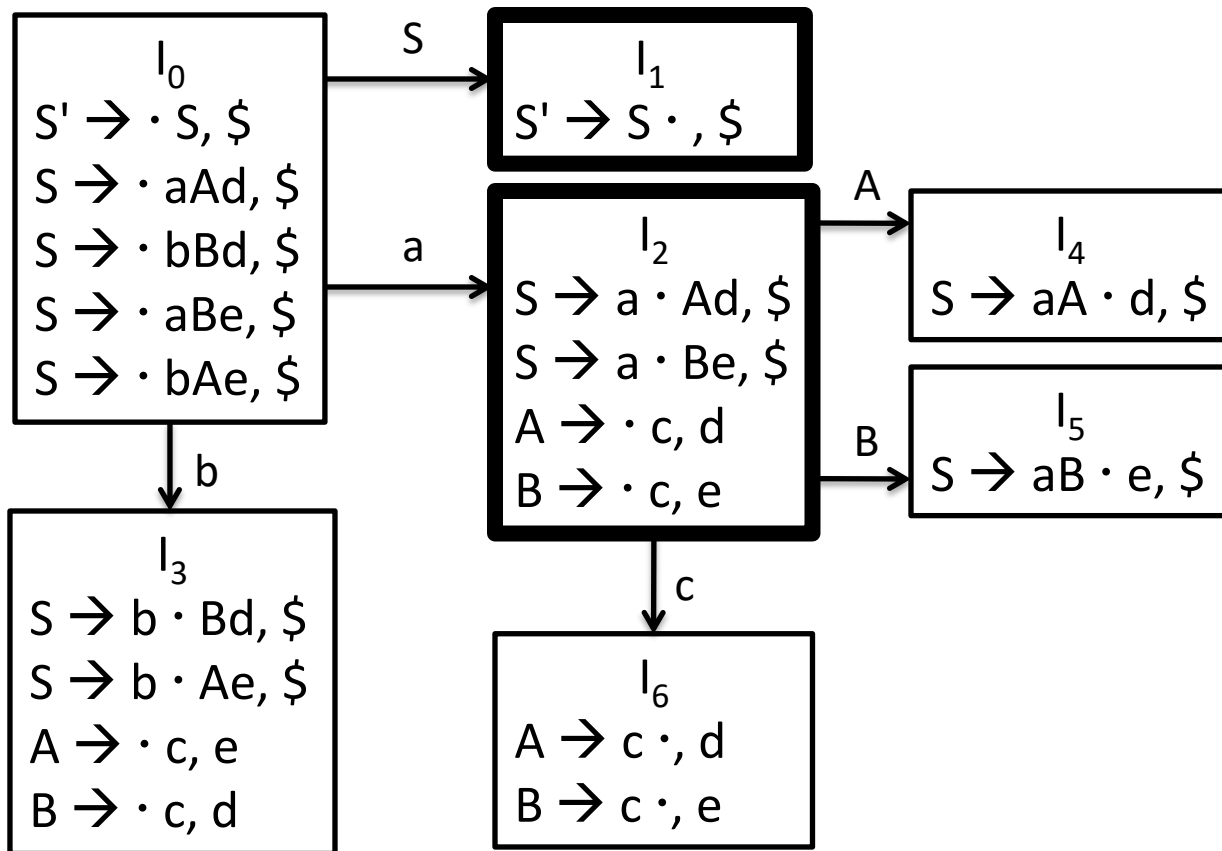 I₀
S' → · S, $
S → · aAd, $
S → · bBd, $
S → · aBe, $
S → · bAe, $
S
a
b
I₁
S' → S · , $
I₂
S → a · Ad, $
S → a · Be, $
A → · c, d
B → · c, e
A
B
c
I₄
S → aA · d, $
I₅
S → aB · e, $
I₃
S → b · Bd, $
S → b · Ae, $
A → · c, e
B → · c, d
I₆
A → c ·, d
B → c ·, e